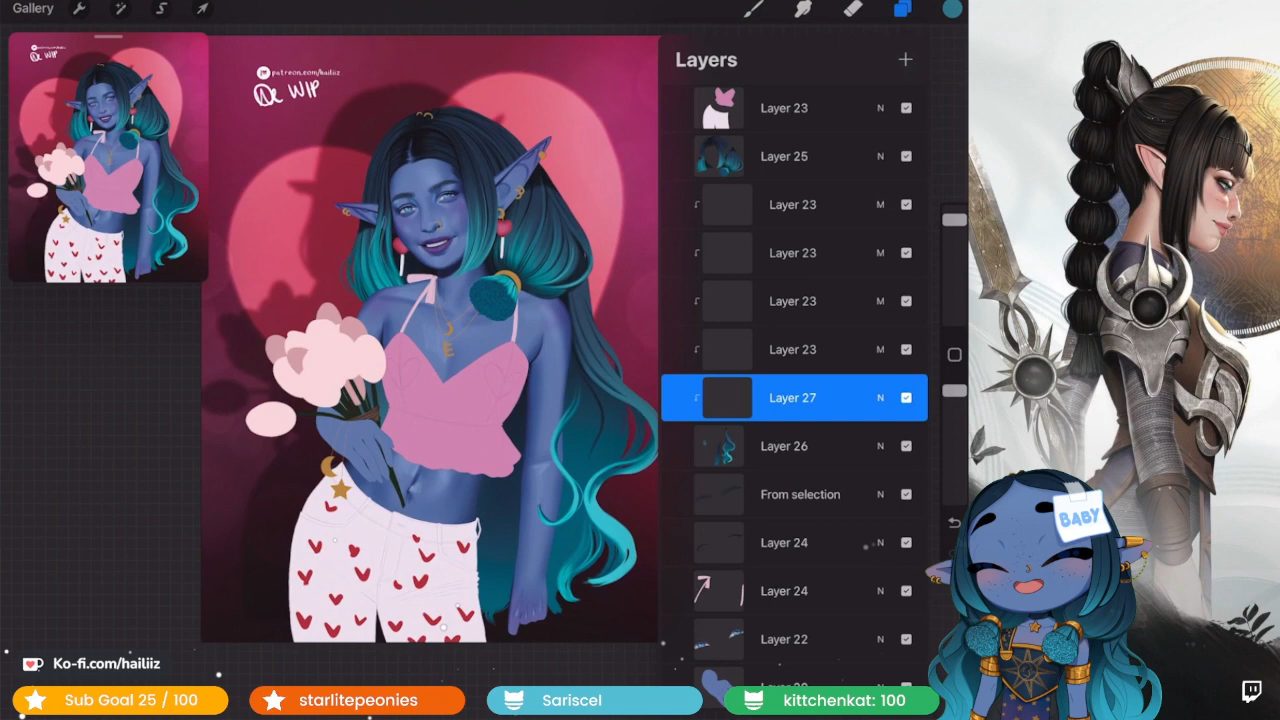 Gallery
Layers
patreon.com/hailiiz
WIP
Layer 23 N
Layer 25 N
Layer 23 M
Layer 23 M
Layer 23 M
Layer 23 M
Layer 27 N
Layer 26 N
From selection N
Layer 24 N
Layer 24 N
Layer 22 N
BABY
Ko-fi.com/hailiiz
Sub Goal 25 / 100
starlitepeonies
Sariscel
kittchenkat: 100